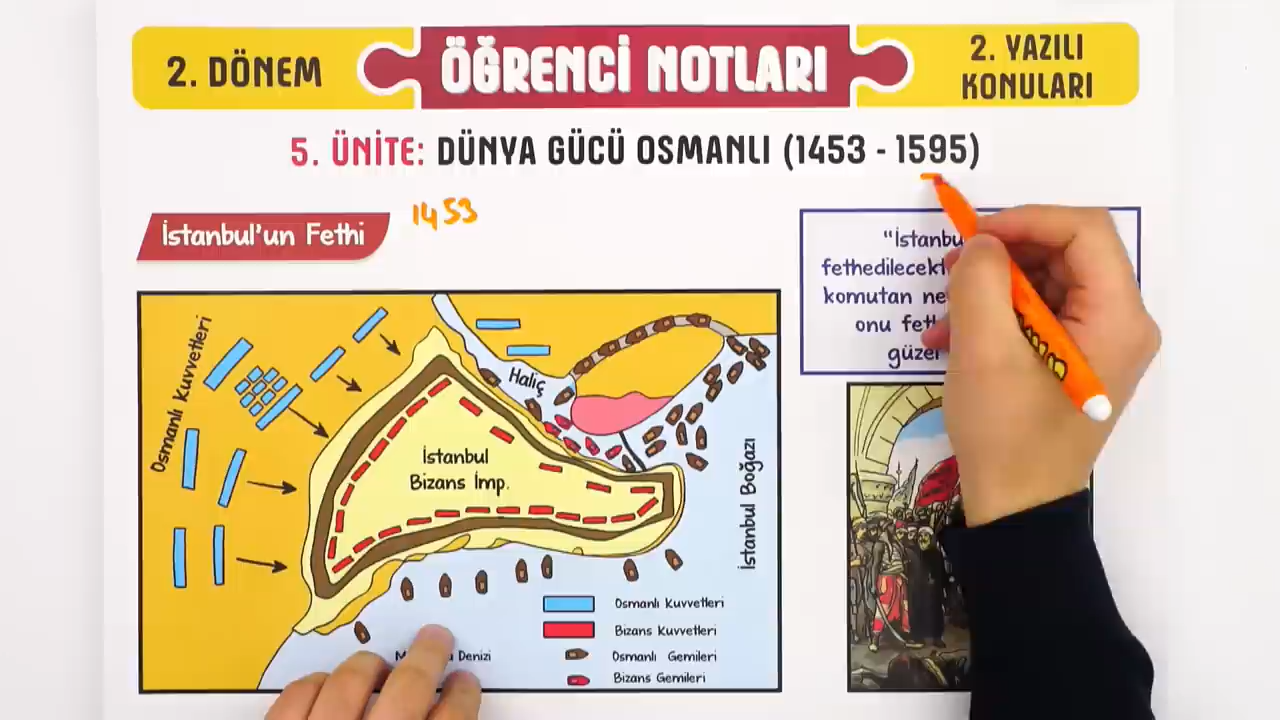 2. DÖNEM
ÖĞRENCİ NOTLARI
2. YAZILI
KONULARI
5. ÜNİTE: DÜNYA GÜCÜ OSMANLI (1453 - 1595)
İstanbul'un Fethi
1453
"İstanbu
fethedilecekt
komutan ne
onu fet
güzel
Osmanlı Kuvvetleri
Haliç
İstanbul
Bizans İmp.
İstanbul Boğazı
Osmanlı Kuvvetleri
Bizans Kuvvetleri
Osmanlı Gemileri
Bizans Gemileri
Denizi